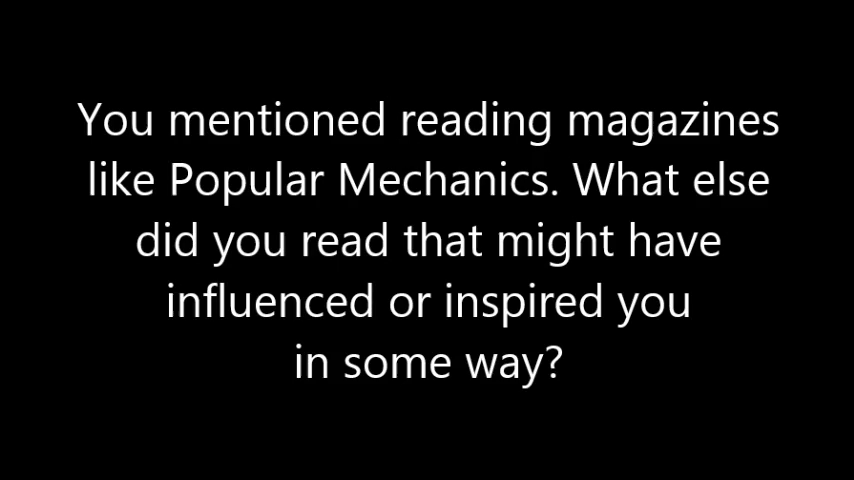 You mentioned reading magazines
like Popular Mechanics. What else
did you read that might have
influenced or inspired you
in some way?